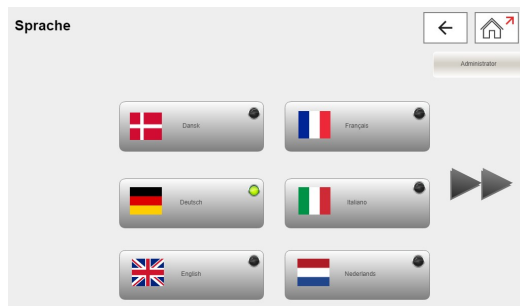 Sprache
Administrator
Dansk
Français
Deutsch
Italiano
English
Nederlands